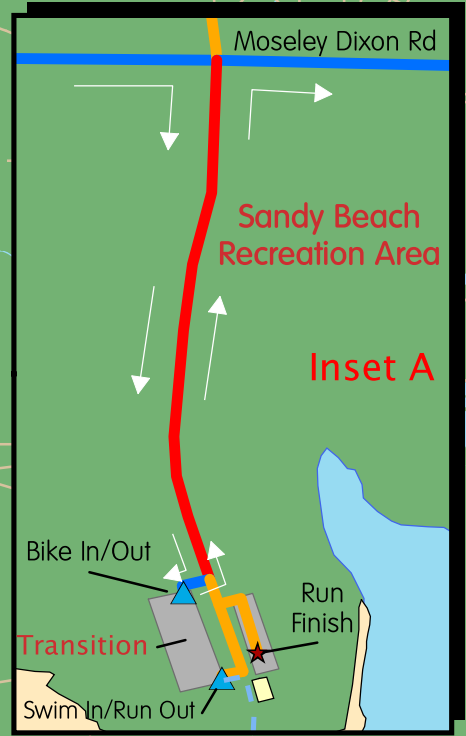 Moseley Dixon Rd
Sandy Beach
Recreation Area
Inset A
Bike In/Out
Run
Finish
Transition
Swim In/Run Out